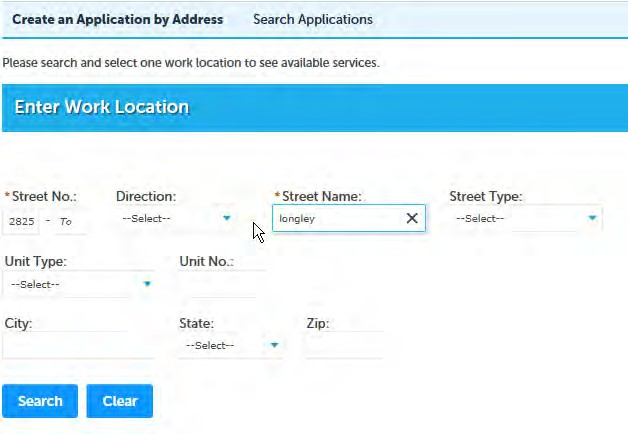 Create an Application by Address Search Applications
Please search and select one work location to see available services.
Enter Work Location
*Street No.: Direction: *Street Name: Street Type:
2825 - To --Select-- longley --Select--
Unit Type: Unit No.:
--Select--
City: State: Zip:
--Select--
Search Clear